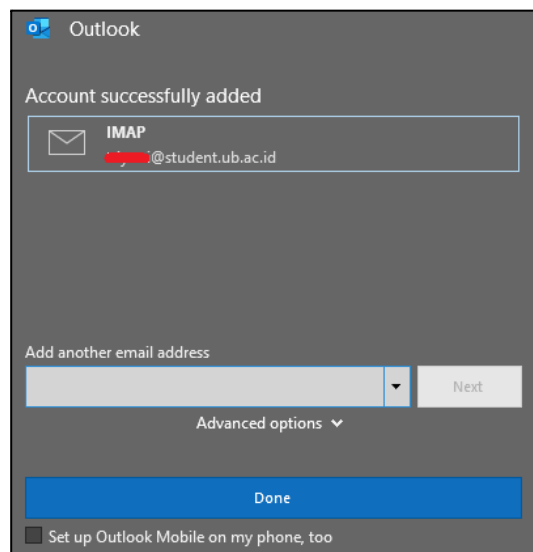 Outlook
Account successfully added
IMAP
@student.ub.ac.id
Add another email address
Next
Advanced options
Done
Set up Outlook Mobile on my phone, too